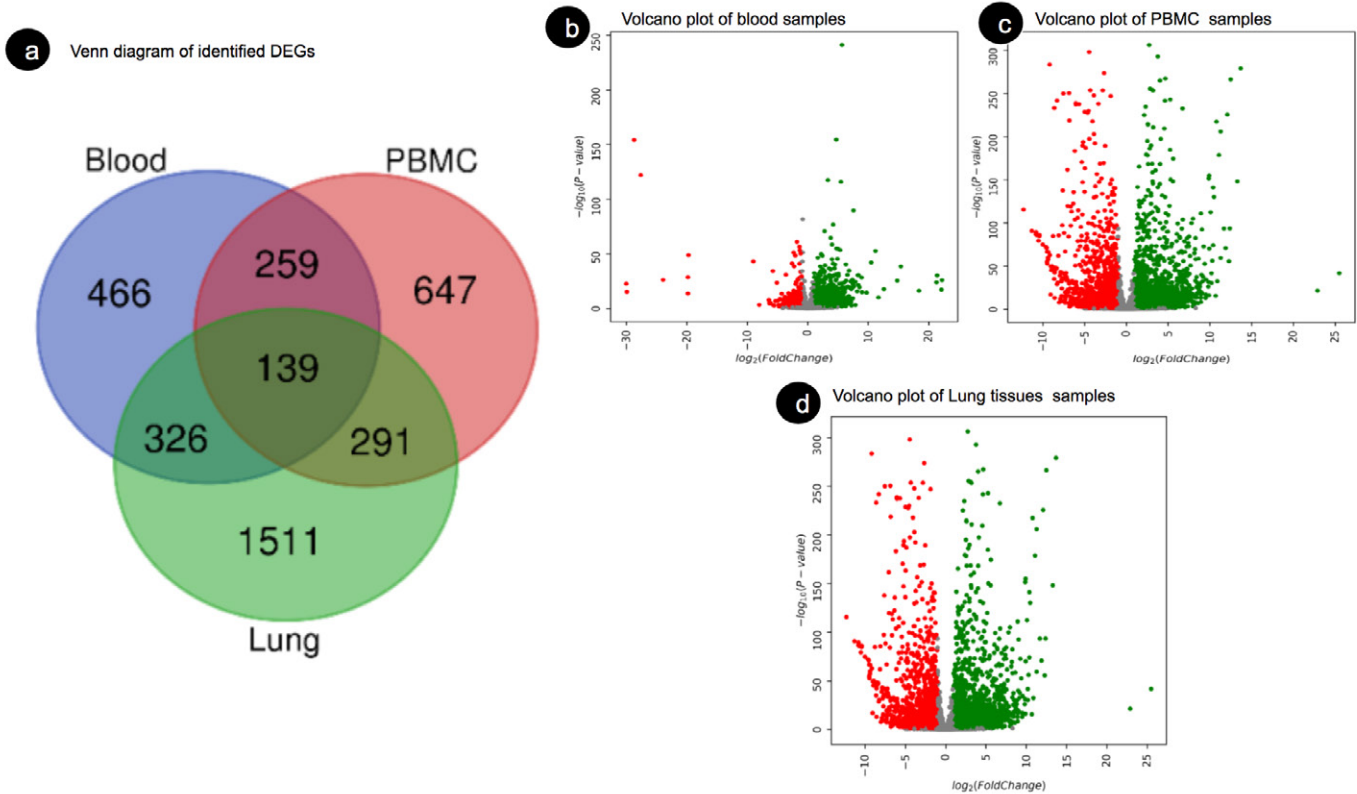 a
Venn diagram of identified DEGs
Blood
PBMC
466
259
647
139
326
291
1511
Lung
b
Volcano plot of blood samples
250
200
150
100
50
0
−log10(P − value)
−30
−20
−10
0
10
20
log2(FoldChange)
c
Volcano plot of PBMC samples
300
250
200
150
100
50
0
−log10(P − value)
−10
−5
0
5
10
15
20
25
log2(FoldChange)
d
Volcano plot of Lung tissues samples
300
250
200
150
100
50
0
−log10(P − value)
−10
−5
0
5
10
15
20
25
log2(FoldChange)